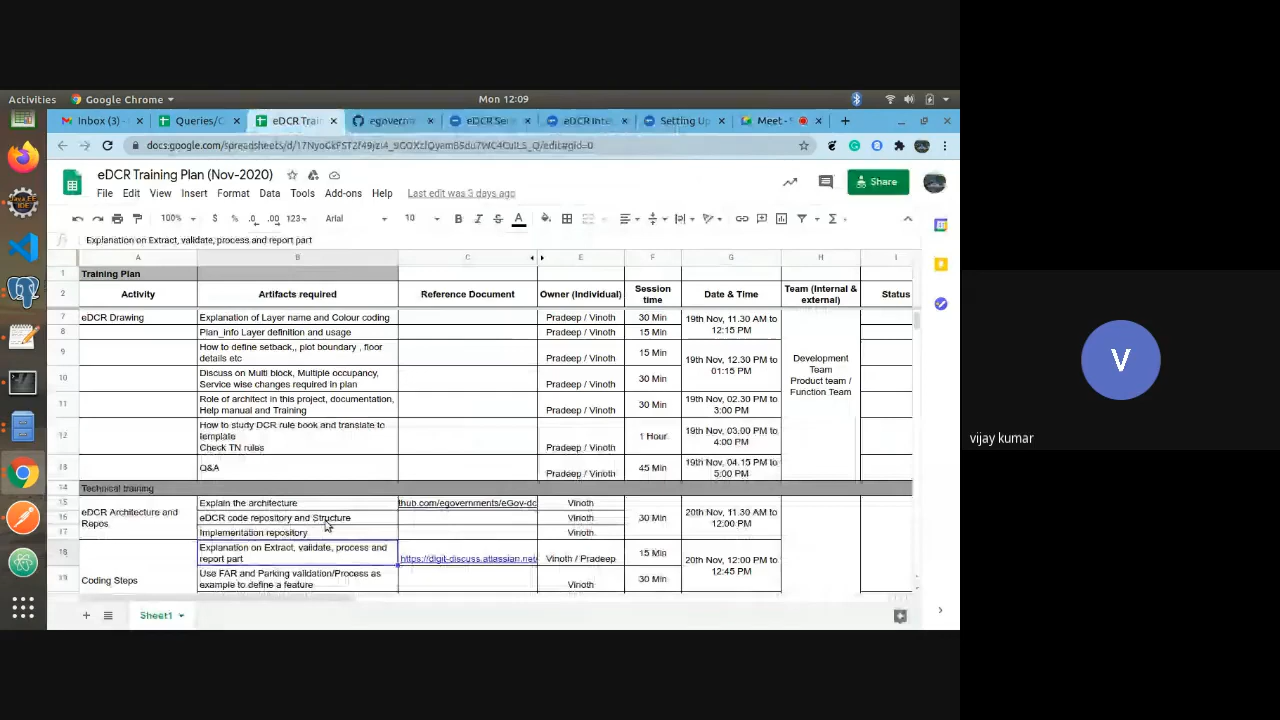 Activities Google Chrome Mon 12:09
Inbox (3) - Queries/C eDCR Train egovernm eDCR Ser eDCR Inte Setting Up Meet -
eDCR Training Plan (Nov-2020)
Share
File Edit View Insert Format Data Tools Add-ons Help Last edit was 3 days ago
100% $ % .0 .00 123 Arial 10 B I S A
fx Explanation on Extract, validate, process and report part
A B C E F G H I
1 Training Plan
2 Activity Artifacts required Reference Document Owner (Individual) Session time Date & Time Team (Internal & external) Status
7 eDCR Drawing Explanation of Layer name and Colour coding Pradeep / Vinoth 30 Min 19th Nov, 11.30 AM to 12:15 PM
8 Plan_info Layer definition and usage Pradeep / Vinoth 15 Min
9 How to define setback,, plot boundary , floor details etc Pradeep / Vinoth 15 Min 19th Nov, 12.30 PM to 01:15 PM
Development Team Product team / Function Team
10 Discuss on Multi block, Multiple occupancy, Service wise changes required in plan Pradeep / Vinoth 30 Min
11 Role of architect in this project, documentation, Help manual and Training Pradeep / Vinoth 30 Min 19th Nov, 02.30 PM to 3:00 PM
12 How to study DCR rule book and translate to template Check TN rules Pradeep / Vinoth 1 Hour 19th Nov, 03.00 PM to 4:00 PM
13 Q&A Pradeep / Vinoth 45 Min 19th Nov, 04.15 PM to 5:00 PM
14 Technical training
15 eDCR Architecture and Repos Explain the architecture thub.com/egovernments/eGov-dc Vinoth 30 Min 20th Nov, 11.30 AM to 12:00 PM
16 eDCR code repository and Structure Vinoth
17 Implementation repository Vinoth
18 Coding Steps Explanation on Extract, validate, process and report part https://digit-discuss.atlassian.net/ Vinoth / Pradeep 15 Min 20th Nov, 12:00 PM to 12:45 PM
19 Use FAR and Parking validation/Process as example to define a feature Vinoth 30 Min
Sheet1
V
vijay kumar